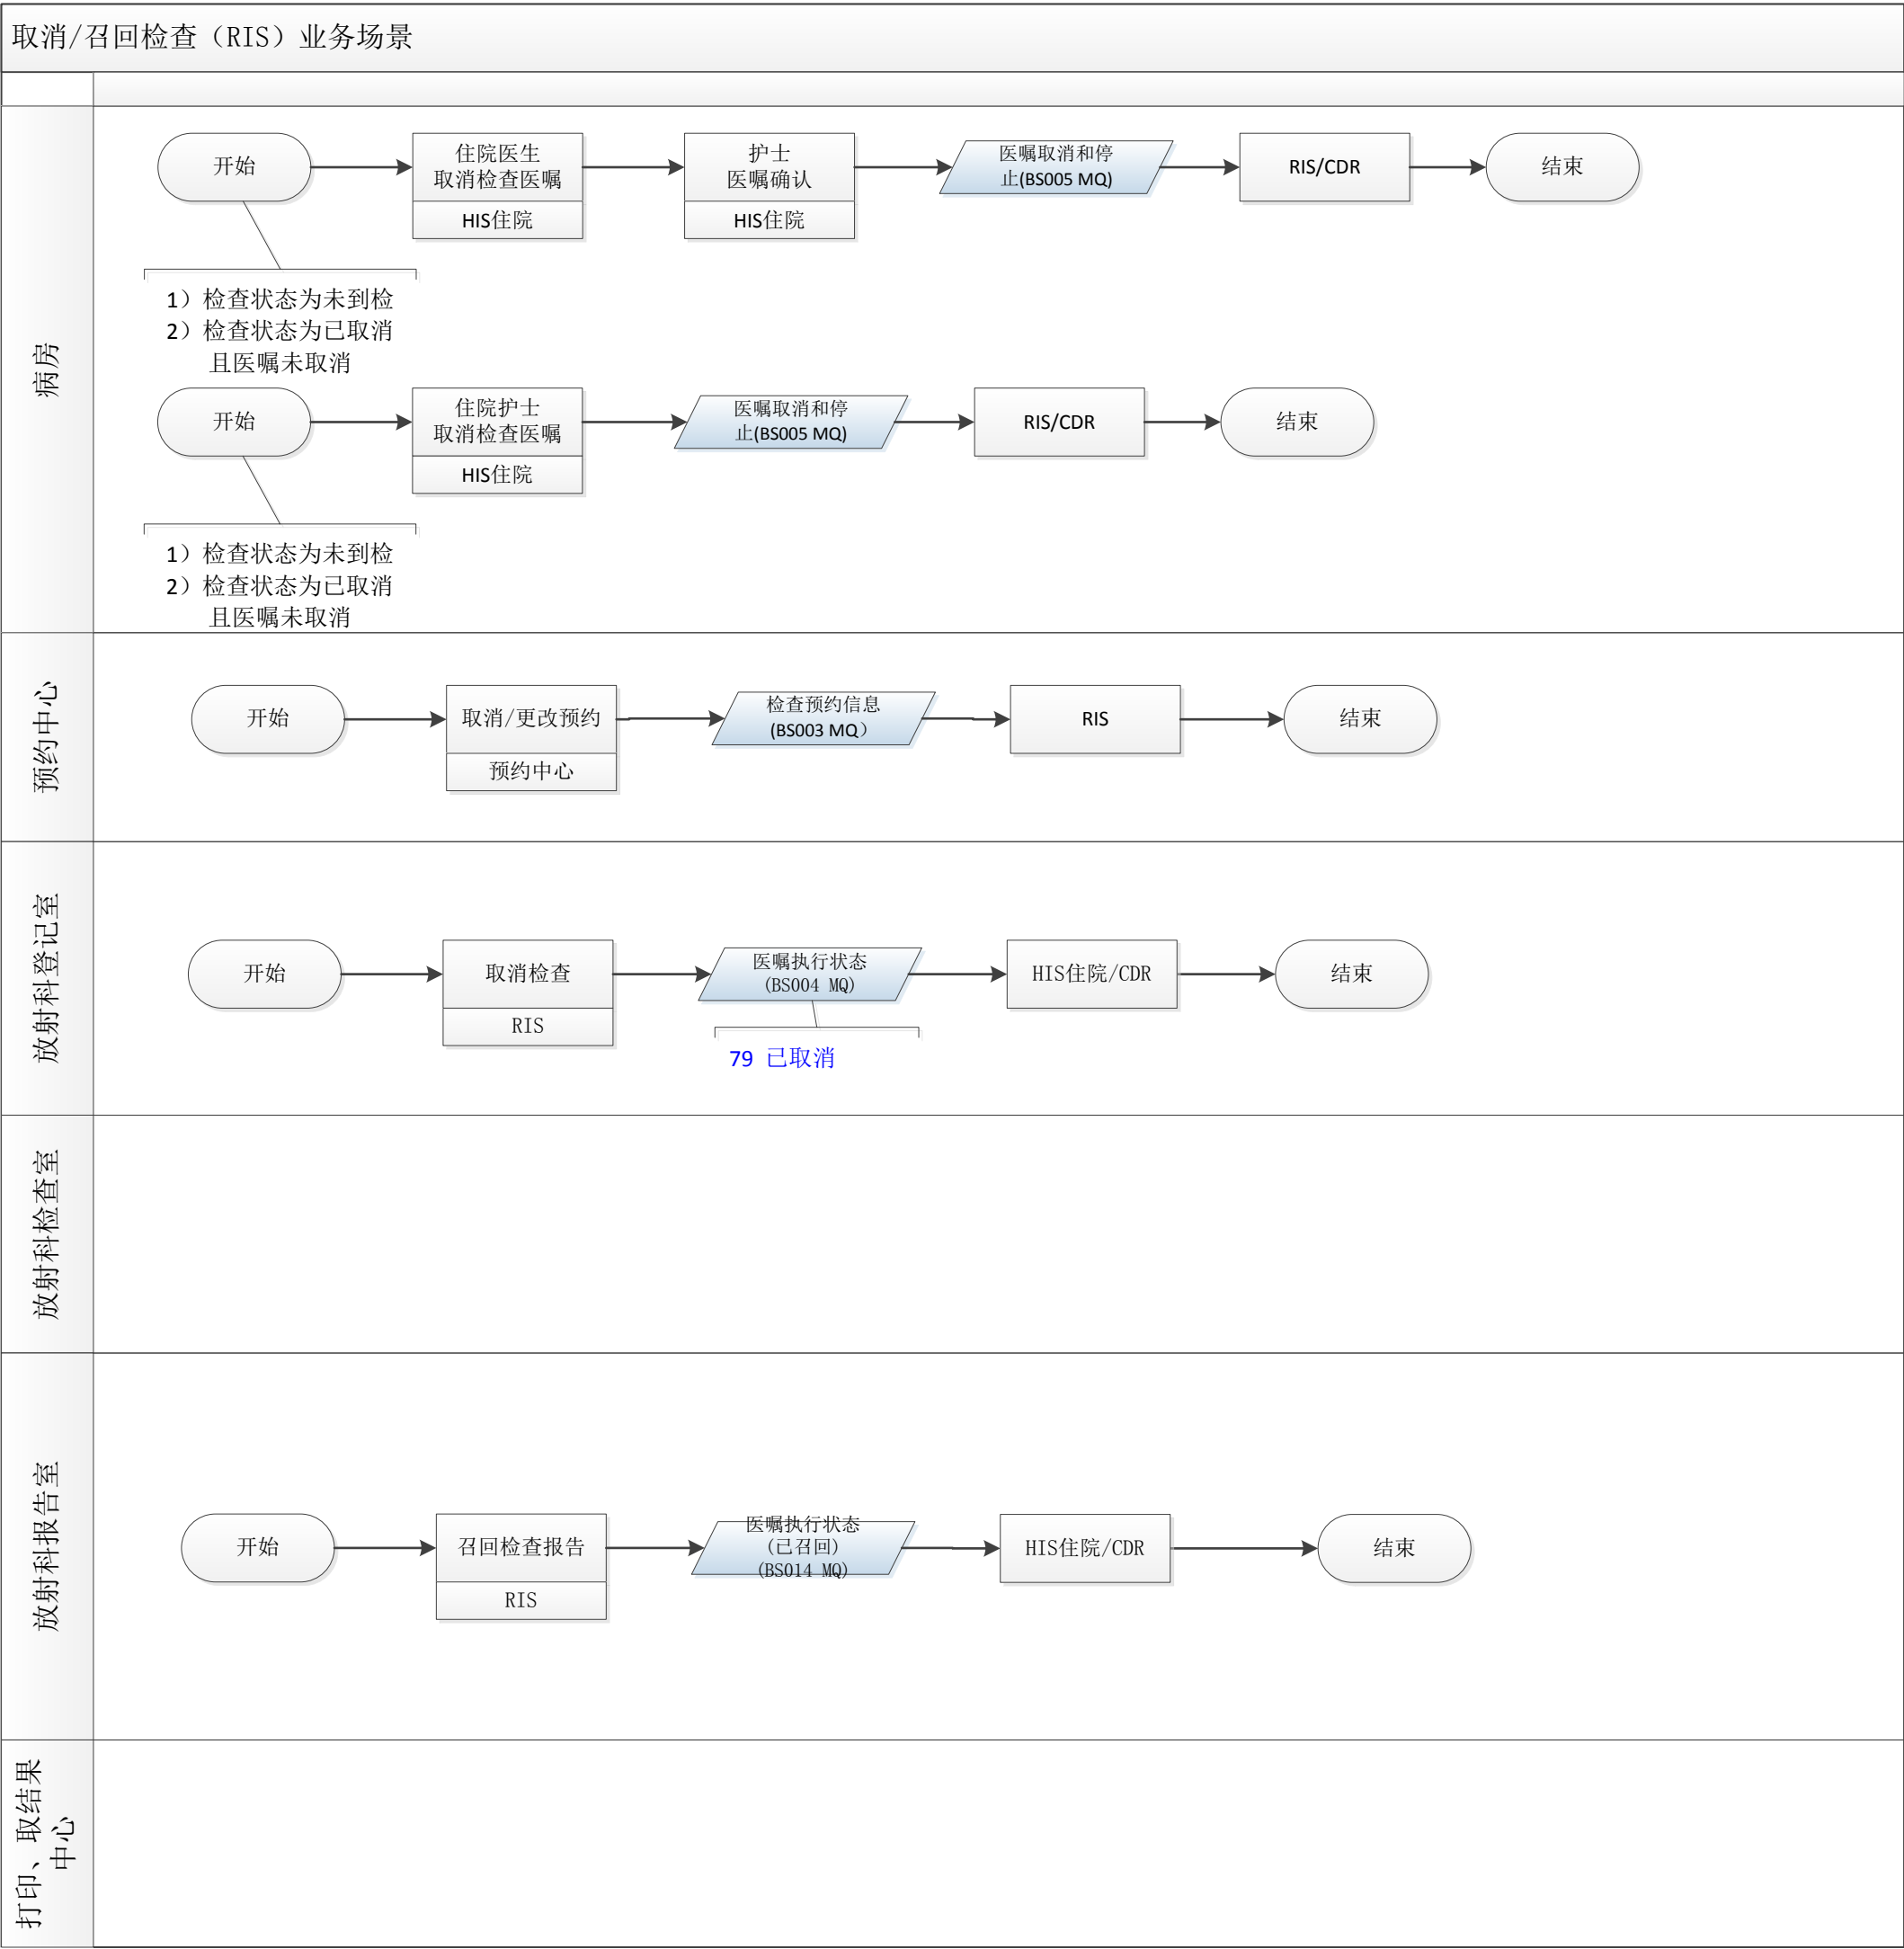 取消/召回检查（RIS）业务场景
病房
开始
住院医生
取消检查医嘱
HIS住院
护士
医嘱确认
HIS住院
医嘱取消和停
止(BS005 MQ)
RIS/CDR
结束
1）检查状态为未到检
2）检查状态为已取消
且医嘱未取消
开始
住院护士
取消检查医嘱
HIS住院
医嘱取消和停
止(BS005 MQ)
RIS/CDR
结束
1）检查状态为未到检
2）检查状态为已取消
且医嘱未取消
预约中心
开始
取消/更改预约
预约中心
检查预约信息
(BS003 MQ）
RIS
结束
放射科登记室
开始
取消检查
RIS
医嘱执行状态
(BS004 MQ)
79 已取消
HIS住院/CDR
结束
放射科检查室
放射科报告室
开始
召回检查报告
RIS
医嘱执行状态
(已召回)
(BS014 MQ)
HIS住院/CDR
结束
打印、取结果
中心